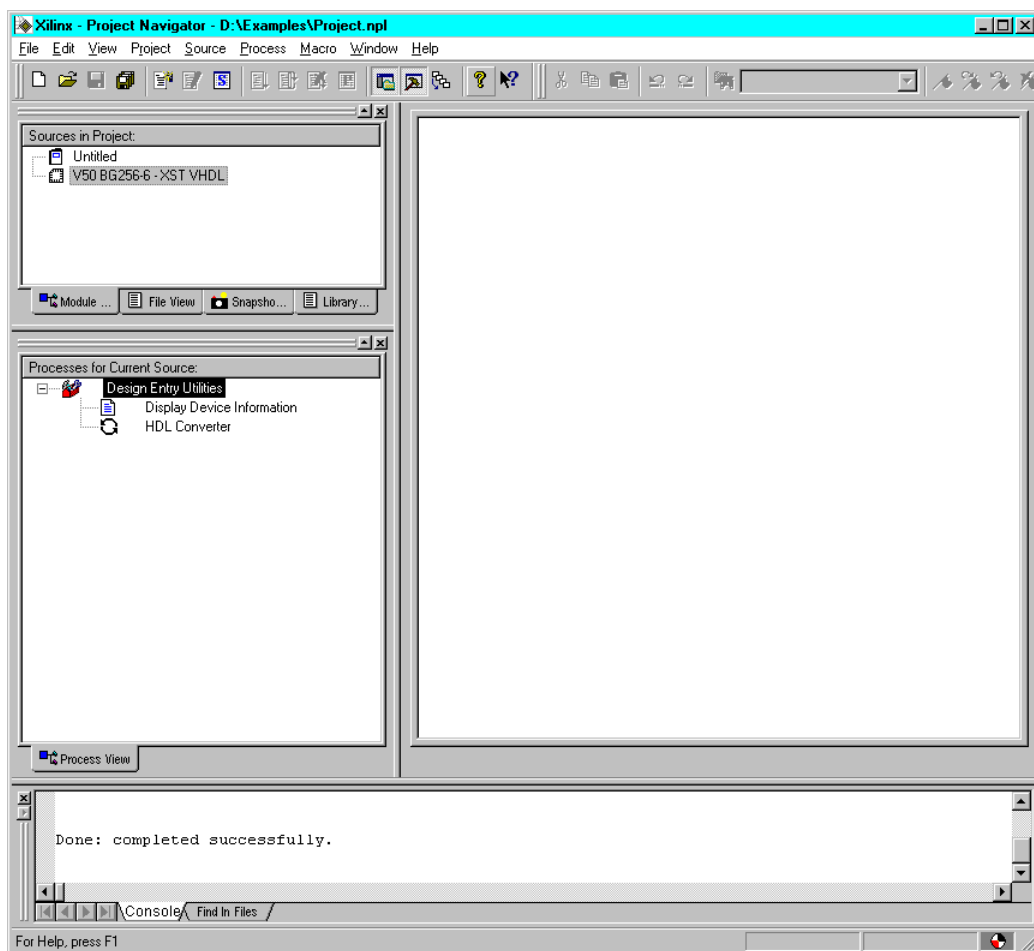 Xilinx - Project Navigator - D:\Examples\Project.npl
File Edit View Project Source Process Macro Window Help
Sources in Project:
Untitled
V50 BG256-6 - XST VHDL
Module ... File View Snapsho... Library...
Processes for Current Source:
Design Entry Utilities
Display Device Information
HDL Converter
Process View
Done: completed successfully.
Console Find In Files
For Help, press F1